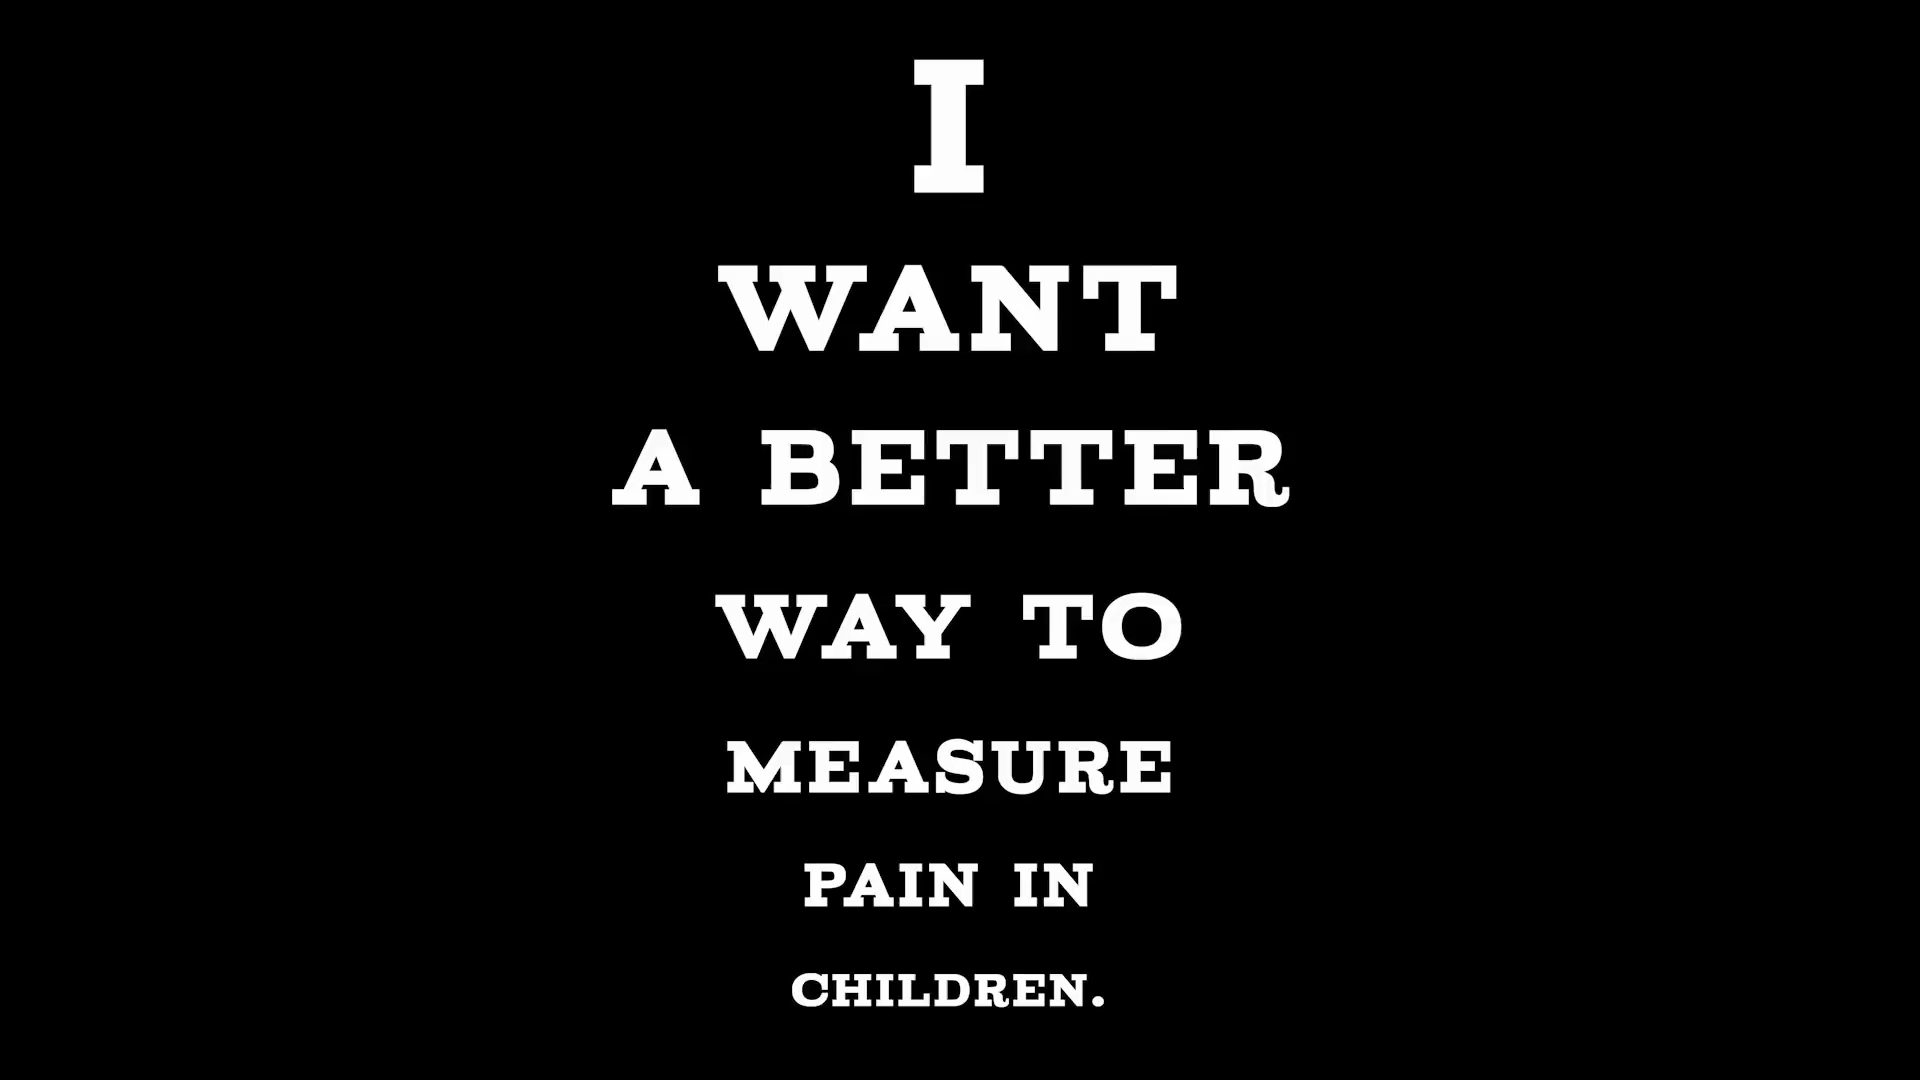 I
WANT
A BETTER
WAY TO
MEASURE
PAIN IN
CHILDREN.